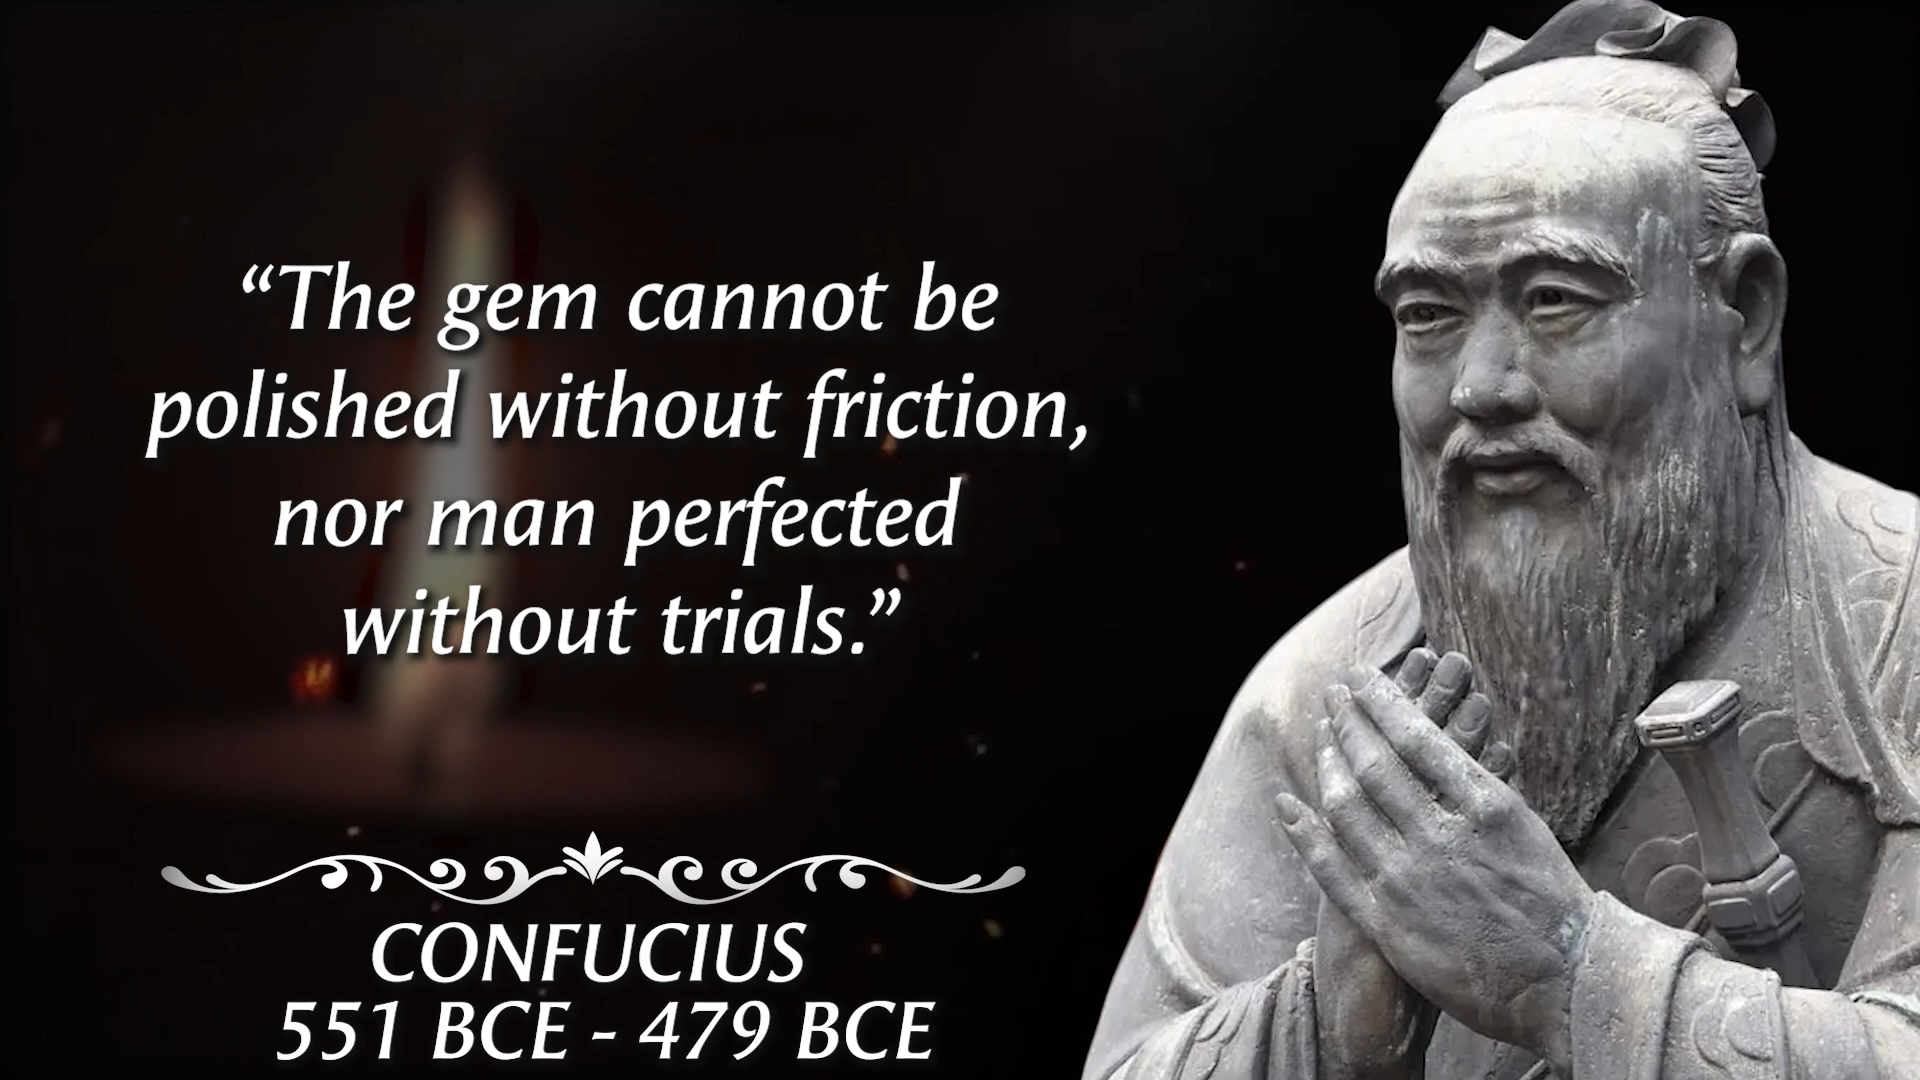 “The gem cannot be
polished without friction,
nor man perfected
without trials.”
CONFUCIUS
551 BCE - 479 BCE